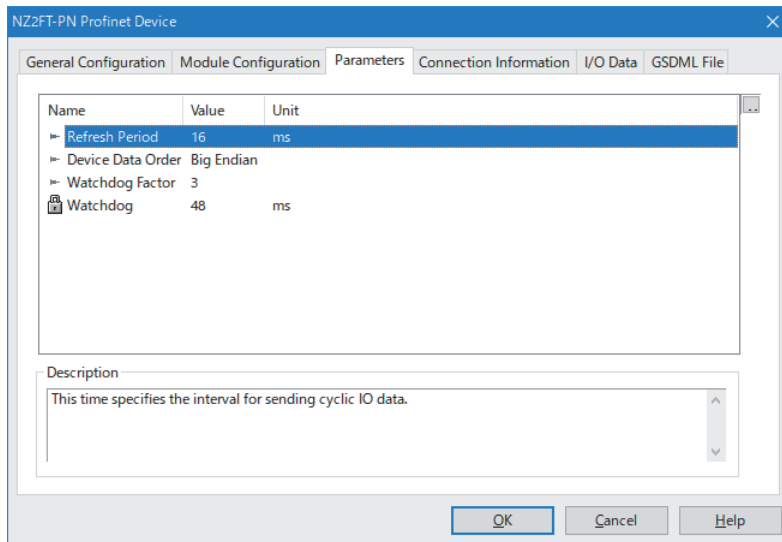 NZ2FT-PN Profinet Device
General Configuration Module Configuration Parameters Connection Information I/O Data GSDML File
Name Value Unit
Refresh Period 16 ms
Device Data Order Big Endian
Watchdog Factor 3
Watchdog 48 ms
..
Description
This time specifies the interval for sending cyclic IO data.
OK Cancel Help